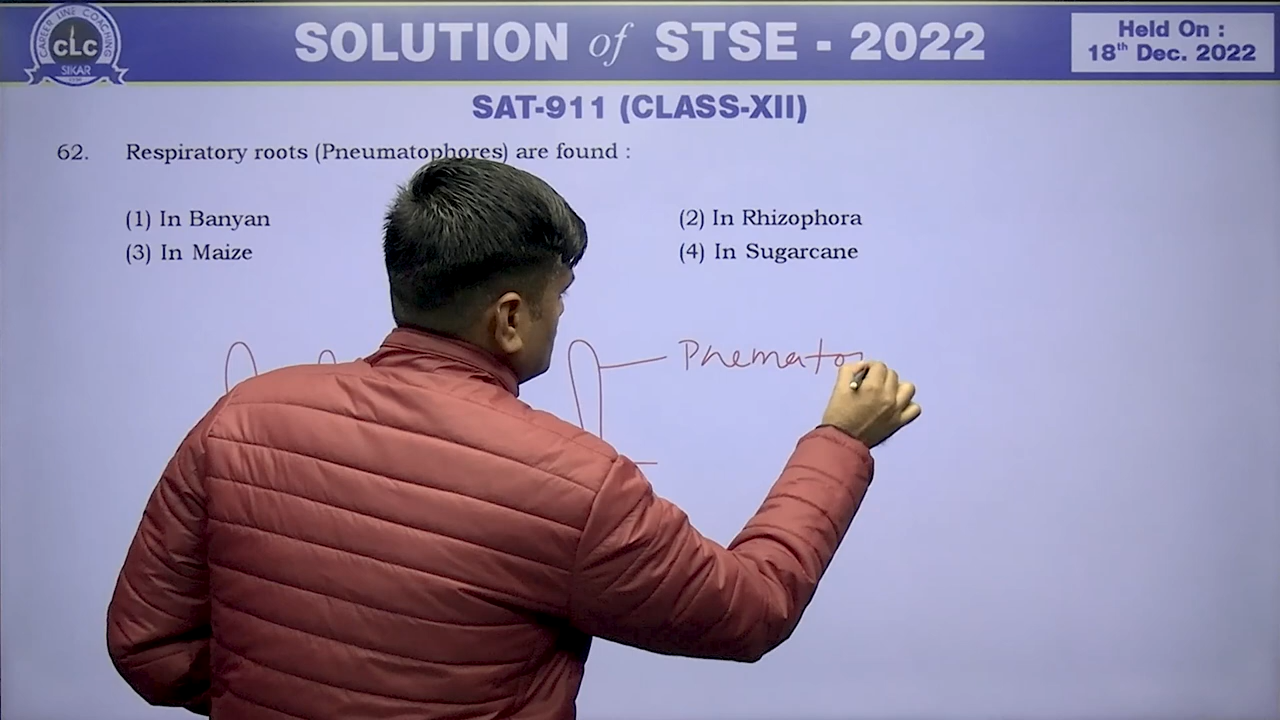 CAREER LINE COACHING
CLC
SIKAR
SOLUTION of STSE - 2022
Held On :
18th Dec. 2022
SAT-911 (CLASS-XII)
62. Respiratory roots (Pneumatophores) are found :
(1) In Banyan (2) In Rhizophora
(3) In Maize (4) In Sugarcane
Pnemato